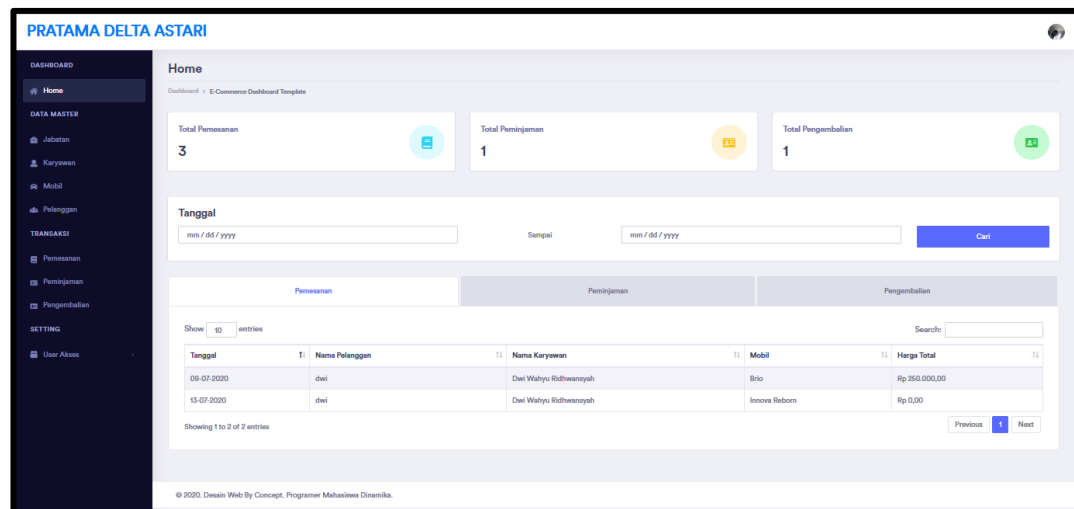 PRATAMA DELTA ASTARI
DASHBOARD
Home
DATA MASTER
Jabatan
Karyawan
Mobil
Pelanggan
TRANSAKSI
Pemesanan
Peminjaman
Pengembalian
SETTING
User Akses
Home
Dashboard E-Commerce Dashboard Template
Total Pemesanan
3
Total Peminjaman
1
Total Pengembalian
1
Tanggal
mm / dd / yyyy Sampai mm / dd / yyyy Cari
Pemesanan Peminjaman Pengembalian
Show 10 entries Search:
Tanggal Nama Pelanggan Nama Karyawan Mobil Harga Total
09-07-2020 dwi Dwi Wahyu Ridhwansyah Brio Rp 250.000,00
13-07-2020 dwi Dwi Wahyu Ridhwansyah Innova Reborn Rp 0,00
Showing 1 to 2 of 2 entries Previous 1 Next
© 2020. Desain Web By Concept. Programer Mahasiswa Dinamika.